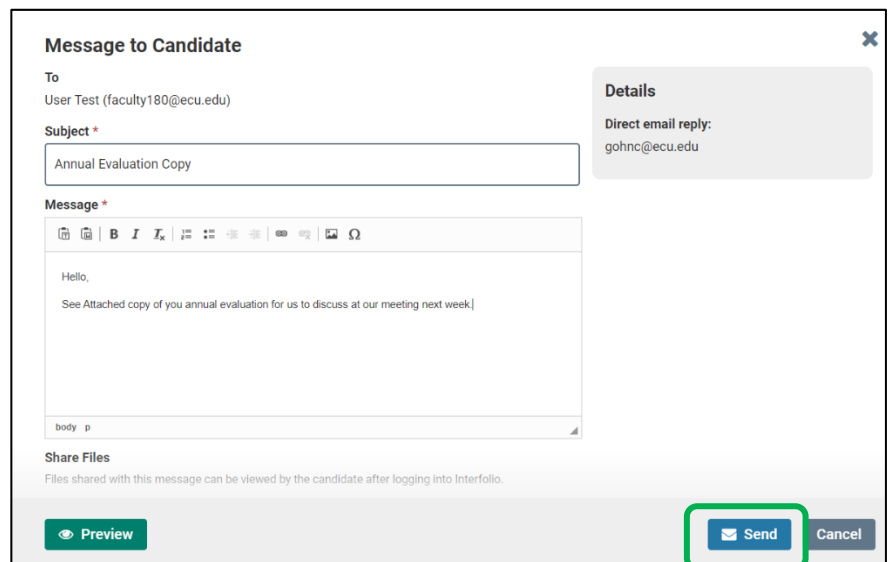 Message to Candidate
To
User Test (faculty180@ecu.edu)
Subject *
Annual Evaluation Copy
Message *
B I Ix Ω
Hello,
See Attached copy of you annual evaluation for us to discuss at our meeting next week.
body p
Share Files
Files shared with this message can be viewed by the candidate after logging into Interfolio.
Details
Direct email reply:
gohnc@ecu.edu
Preview
Send
Cancel